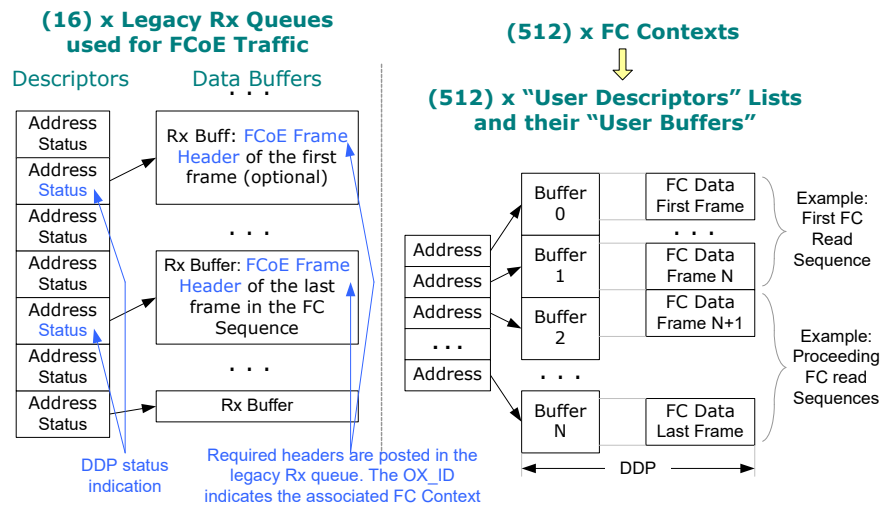 (16) x Legacy Rx Queues
used for FCoE Traffic
Descriptors
Data Buffers
. . .
Address
Status
Address
Status
Address
Status
Address
Status
Address
Status
Address
Status
Address
Status
Rx Buff: FCoE Frame
Header of the first
frame (optional)
. . .
Rx Buffer: FCoE Frame
Header of the last
frame in the FC
Sequence
. . .
Rx Buffer
DDP status
indication
Required headers are posted in the
legacy Rx queue. The OX_ID
indicates the associated FC Context
(512) x FC Contexts
(512) x “User Descriptors” Lists
and their “User Buffers”
Address
Address
Address
. . .
Address
Buffer
0
Buffer
1
Buffer
2
. . .
Buffer
N
FC Data
First Frame
. . .
FC Data
Frame N
FC Data
Frame N+1
FC Data
Last Frame
DDP
Example:
First FC
Read
Sequence
Example:
Proceeding
FC read
Sequences